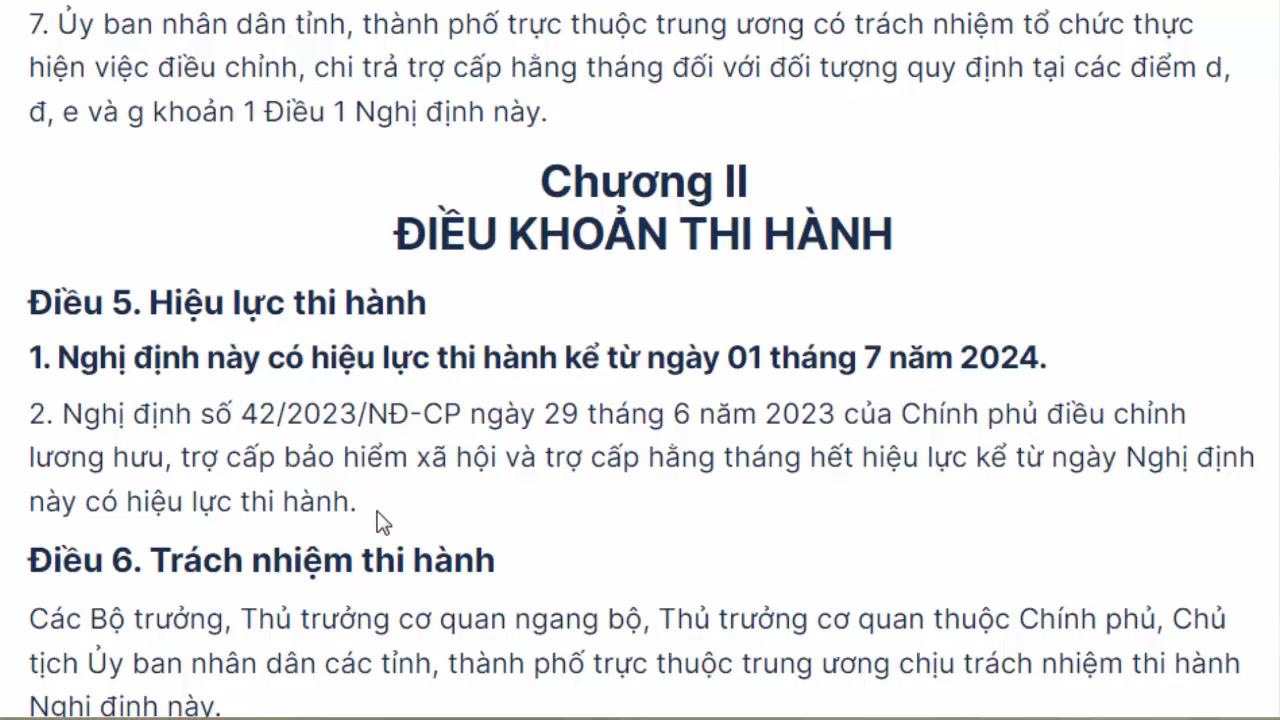 7. Ủy ban nhân dân tỉnh, thành phố trực thuộc trung ương có trách nhiệm tổ chức thực
hiện việc điều chỉnh, chi trả trợ cấp hằng tháng đối với đối tượng quy định tại các điểm d,
đ, e và g khoản 1 Điều 1 Nghị định này.
Chương II
ĐIỀU KHOẢN THI HÀNH
Điều 5. Hiệu lực thi hành
1. Nghị định này có hiệu lực thi hành kể từ ngày 01 tháng 7 năm 2024.
2. Nghị định số 42/2023/NĐ-CP ngày 29 tháng 6 năm 2023 của Chính phủ điều chỉnh
lương hưu, trợ cấp bảo hiểm xã hội và trợ cấp hằng tháng hết hiệu lực kể từ ngày Nghị định
này có hiệu lực thi hành.
Điều 6. Trách nhiệm thi hành
Các Bộ trưởng, Thủ trưởng cơ quan ngang bộ, Thủ trưởng cơ quan thuộc Chính phủ, Chủ
tịch Ủy ban nhân dân các tỉnh, thành phố trực thuộc trung ương chịu trách nhiệm thi hành
Nghị định này.